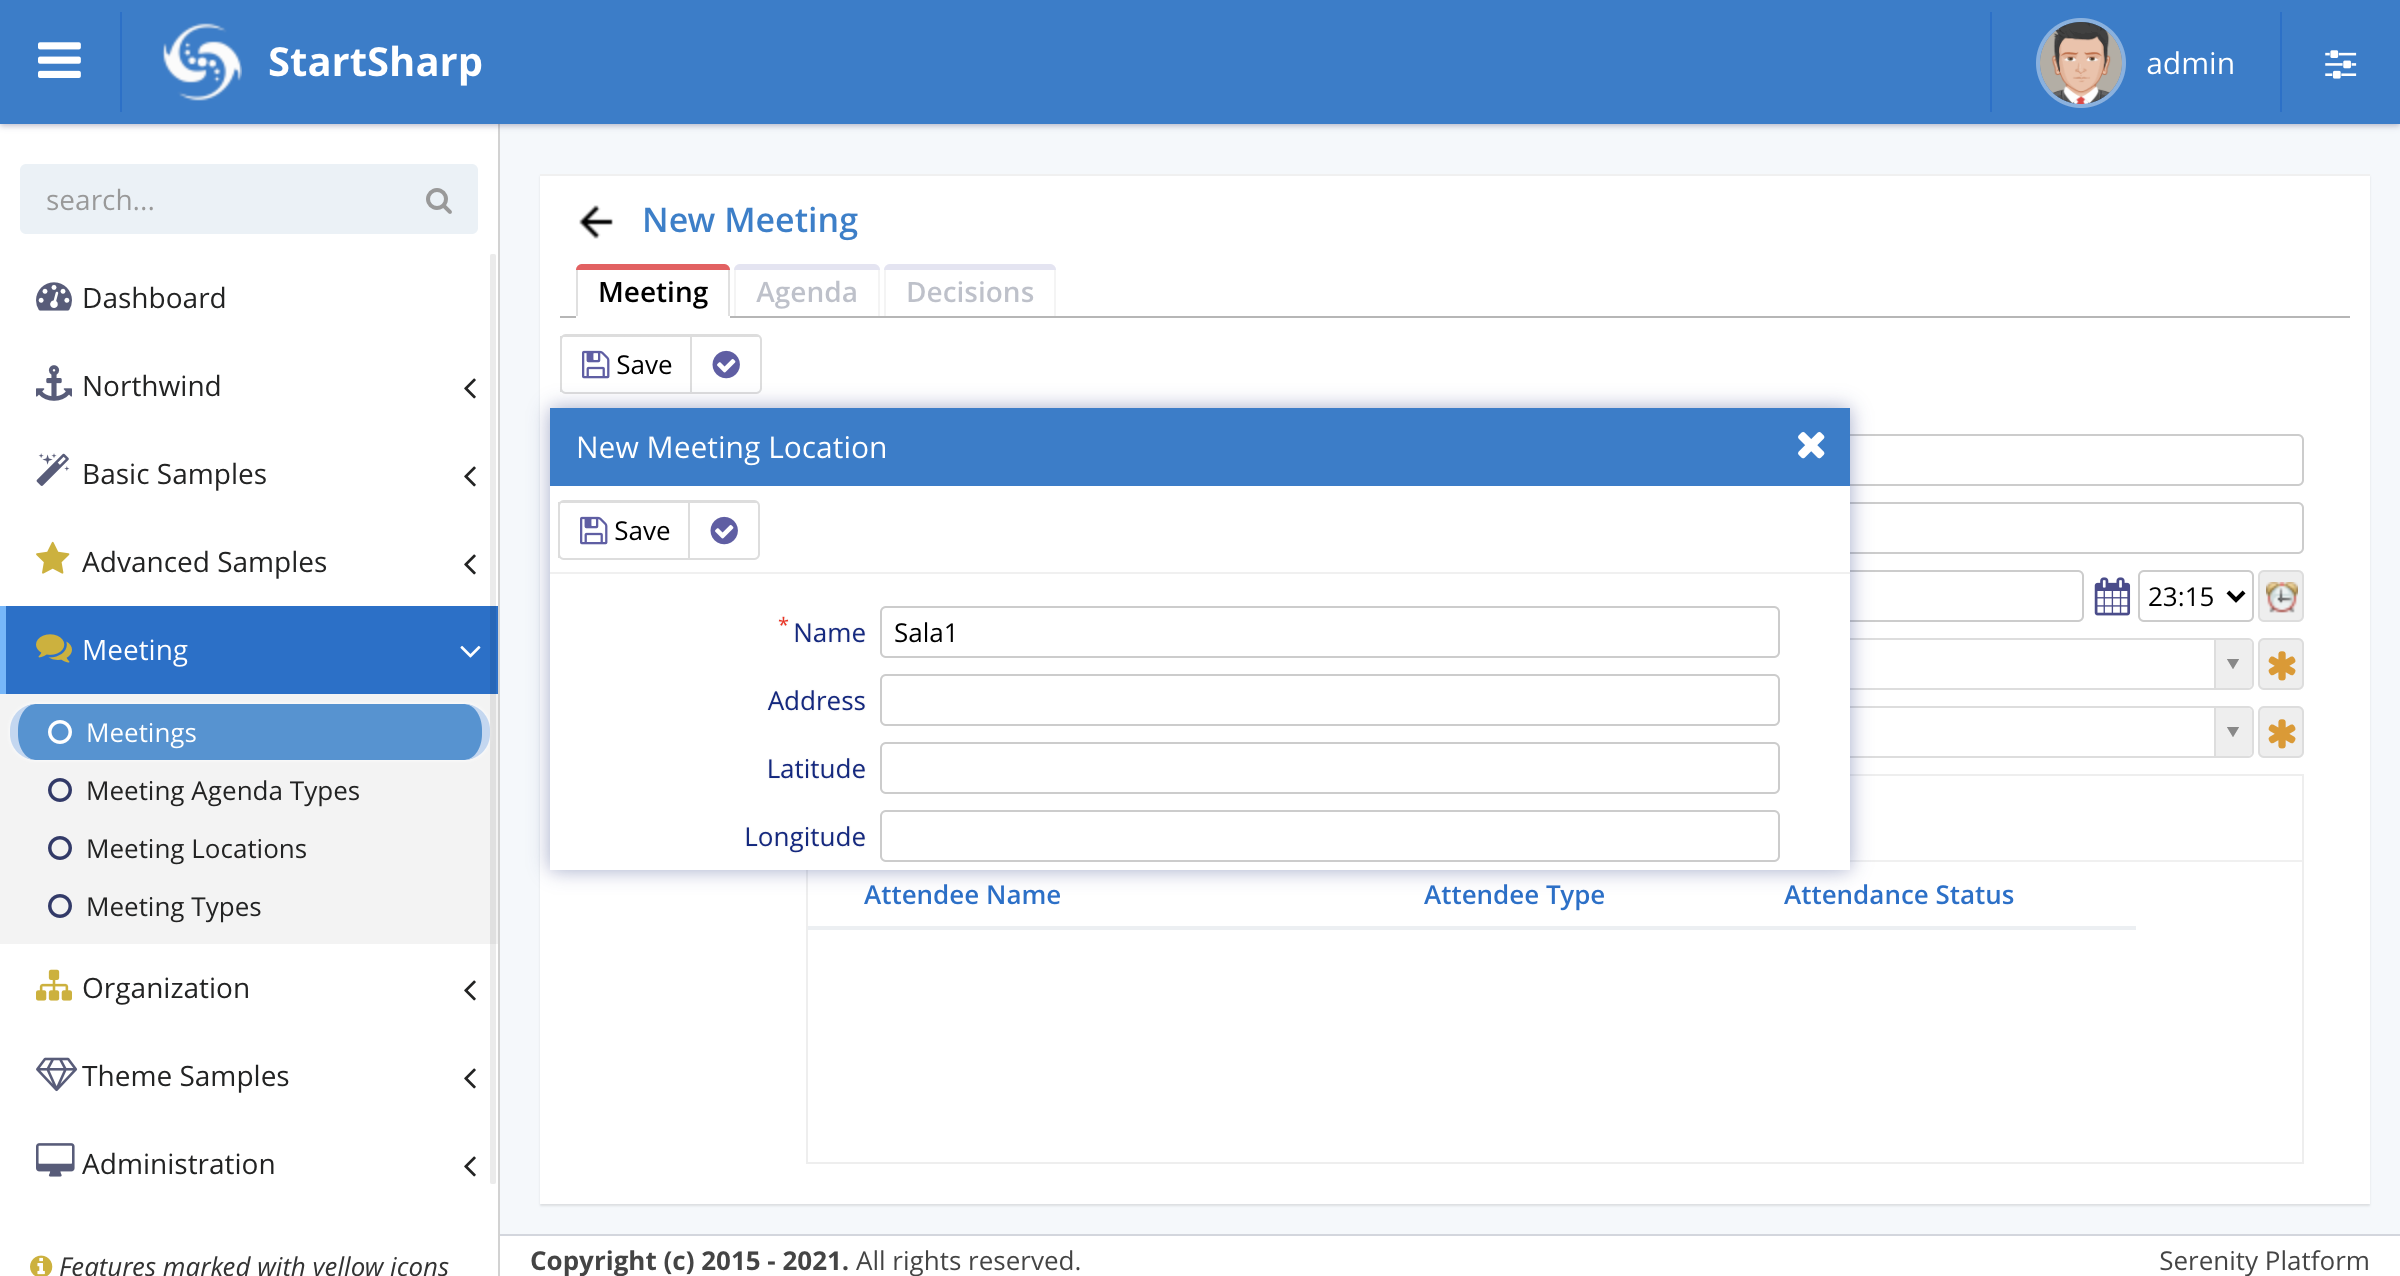 StartSharp
admin
search...
Dashboard
Northwind
Basic Samples
Advanced Samples
Meeting
Meetings
Meeting Agenda Types
Meeting Locations
Meeting Types
Organization
Theme Samples
Administration
Features marked with yellow icons
New Meeting
Meeting Agenda Decisions
Save
New Meeting Location
Save
* Name Sala1
Address
Latitude
Longitude
23:15
Attendee Name Attendee Type Attendance Status
Copyright (c) 2015 - 2021. All rights reserved.
Serenity Platform